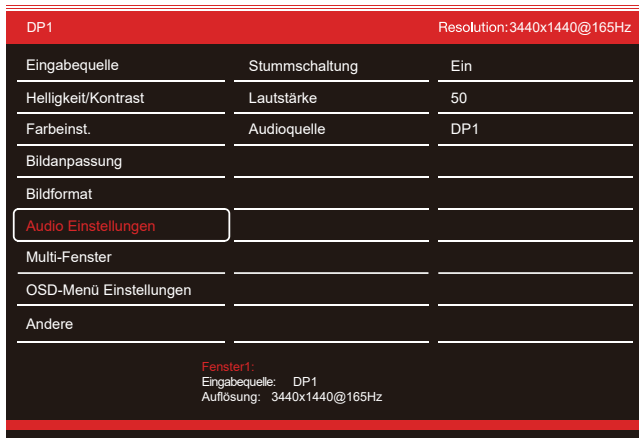 DP1 Resolution:3440x1440@165Hz
Eingabequelle Stummschaltung Ein
Helligkeit/Kontrast Lautstärke 50
Farbeinst. Audioquelle DP1
Bildanpassung
Bildformat
Audio Einstellungen
Multi-Fenster
OSD-Menü Einstellungen
Andere
Fenster1:
Eingabequelle: DP1
Auflösung: 3440x1440@165Hz